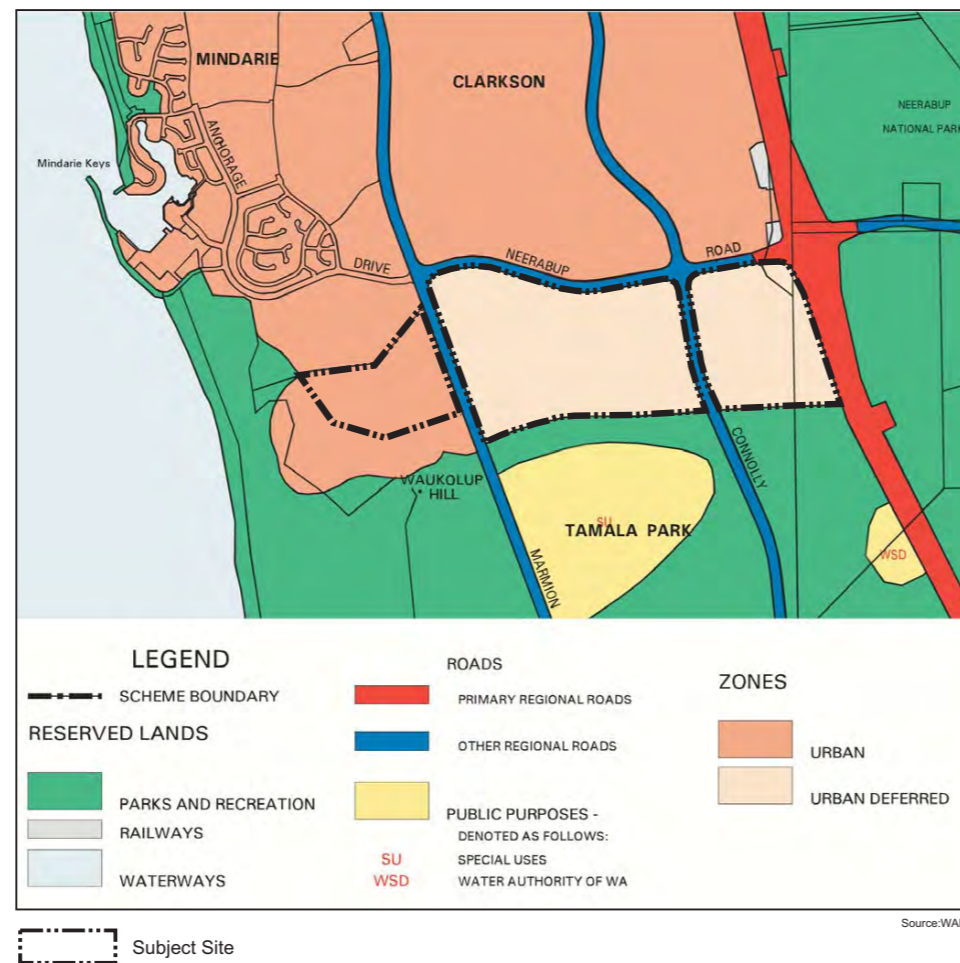 MINDARIE
CLARKSON
NEERABUP
NATIONAL PARK
ANCHORAGE
Mindarie Keys
DRIVE
NEERABUP
ROAD
WAUKOLUP
HILL
CONNOLLY
SU
TAMALA PARK
WSD
MARMION
LEGEND
SCHEME BOUNDARY
RESERVED LANDS
PARKS AND RECREATION
RAILWAYS
WATERWAYS
ROADS
PRIMARY REGIONAL ROADS
OTHER REGIONAL ROADS
PUBLIC PURPOSES -
DENOTED AS FOLLOWS:
SU SPECIAL USES
WSD WATER AUTHORITY OF WA
ZONES
URBAN
URBAN DEFERRED
Source:WA
Subject Site